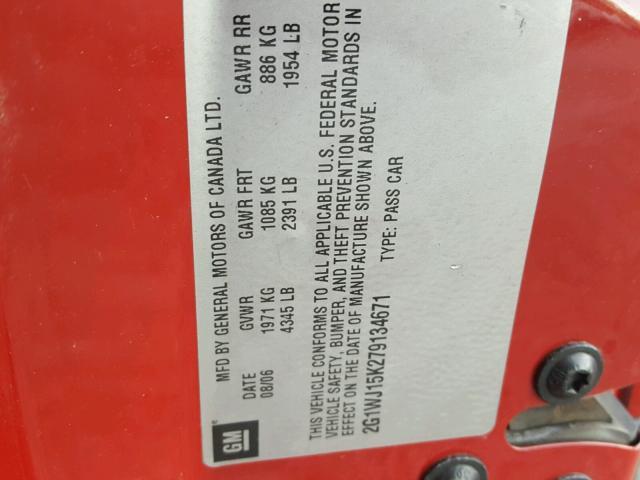 GM
MFD BY GENERAL MOTORS OF CANADA LTD.
DATE GVWR GAWR FRT GAWR RR
08/06 1971 KG 1085 KG 886 KG
4345 LB 2391 LB 1954 LB
THIS VEHICLE CONFORMS TO ALL APPLICABLE U.S. FEDERAL MOTOR
VEHICLE SAFETY, BUMPER, AND THEFT PREVENTION STANDARDS IN
EFFECT ON THE DATE OF MANUFACTURE SHOWN ABOVE.
2G1WJ15K279134671 TYPE: PASS CAR